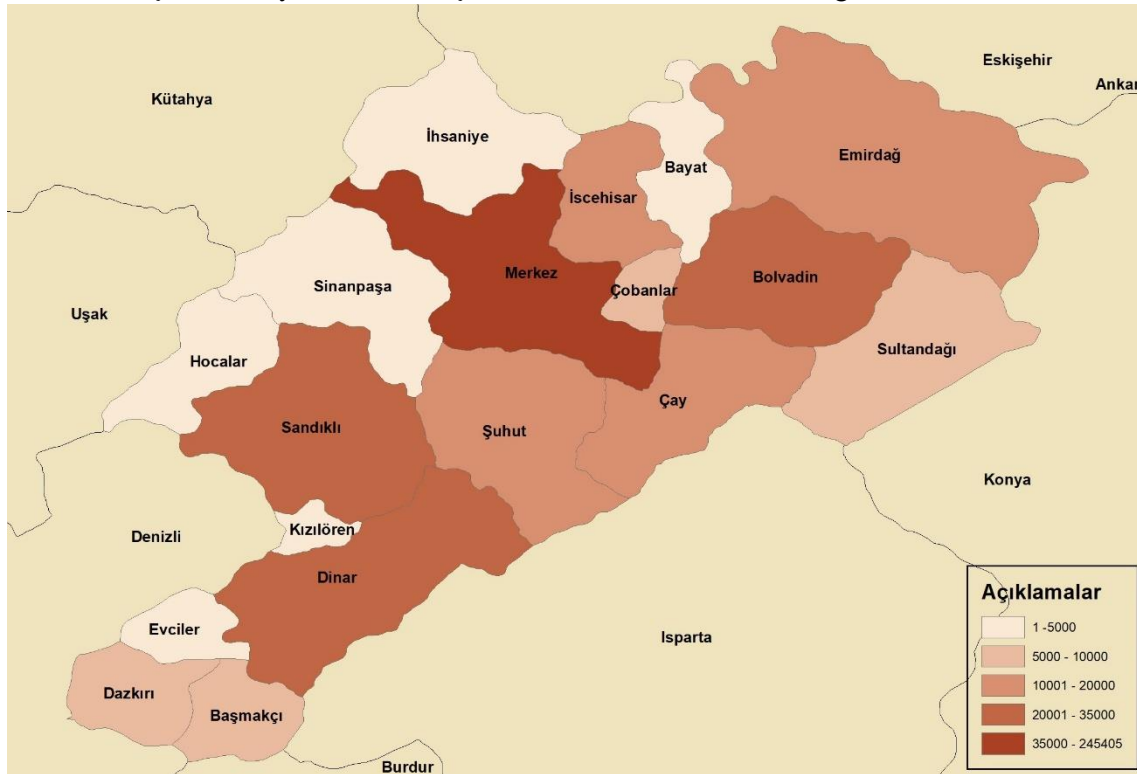 Eskişehir
Ankar
Kütahya
İhsaniye
Bayat
Emirdağ
İscehisar
Merkez
Çobanlar
Bolvadin
Sinanpaşa
Uşak
Hocalar
Sultandağı
Çay
Sandıklı
Şuhut
Konya
Kızılören
Denizli
Dinar
Evciler
Isparta
Dazkırı
Başmakçı
Burdur
Açıklamalar
1 -5000
5000 - 10000
10001 - 20000
20001 - 35000
35000 - 245405